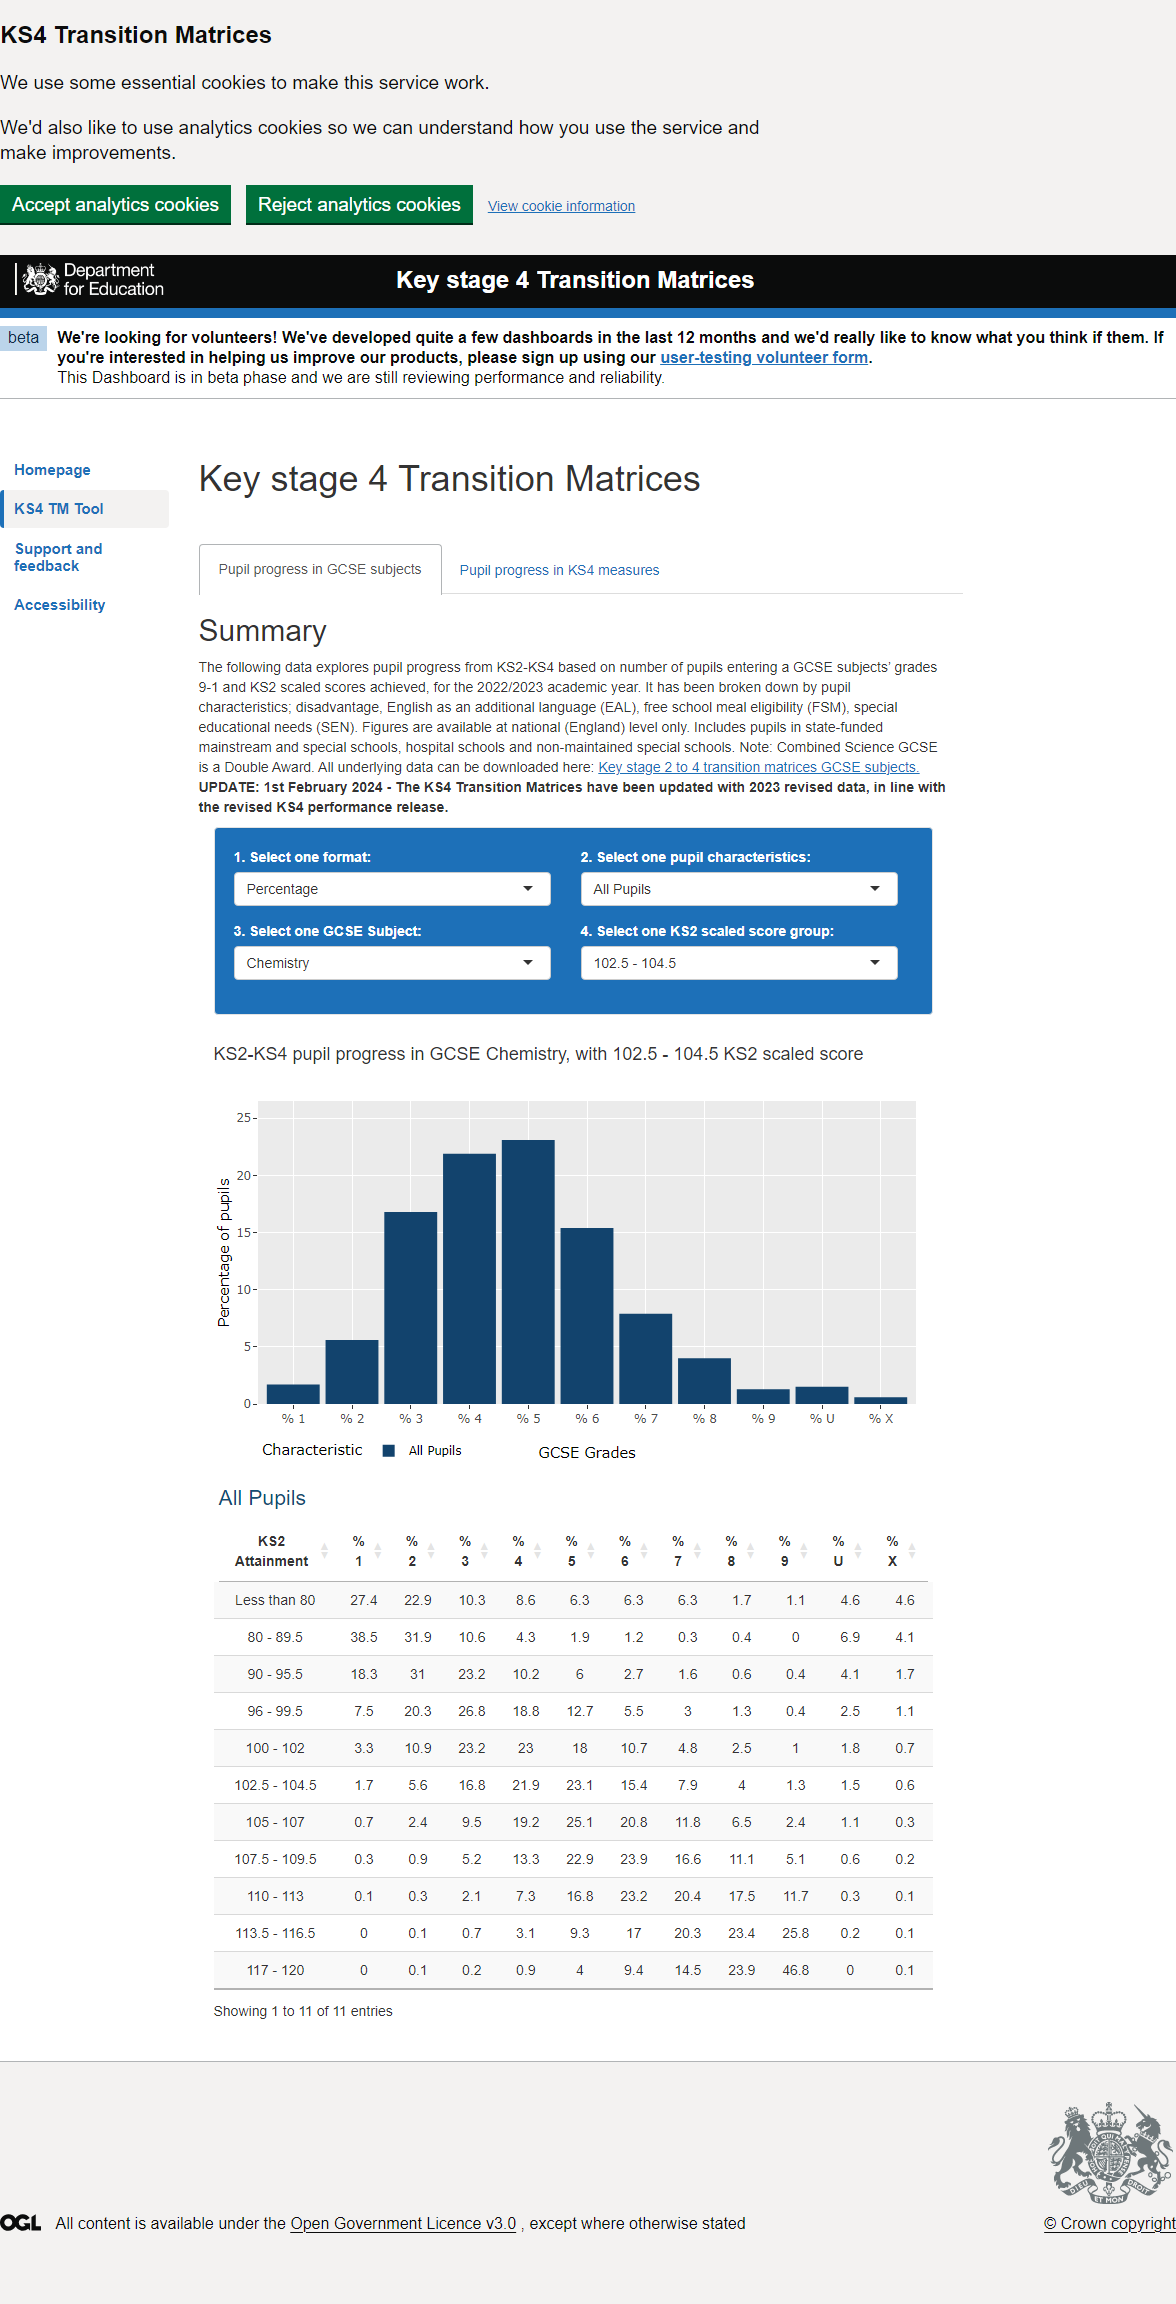 KS4 Transition Matrices
We use some essential cookies to make this service work.
We'd also like to use analytics cookies so we can understand how you use the service and
make improvements.
Accept analytics cookies Reject analytics cookies View cookie information
Department
for Education
Key stage 4 Transition Matrices
beta We're looking for volunteers! We've developed quite a few dashboards in the last 12 months and we'd really like to know what you think if them. If
you're interested in helping us improve our products, please sign up using our user-testing volunteer form.
This Dashboard is in beta phase and we are still reviewing performance and reliability.
Homepage
KS4 TM Tool
Support and
feedback
Accessibility
Key stage 4 Transition Matrices
Pupil progress in GCSE subjects Pupil progress in KS4 measures
Summary
The following data explores pupil progress from KS2-KS4 based on number of pupils entering a GCSE subjects' grades
9-1 and KS2 scaled scores achieved, for the 2022/2023 academic year. It has been broken down by pupil
characteristics; disadvantage, English as an additional language (EAL), free school meal eligibility (FSM), special
educational needs (SEN). Figures are available at national (England) level only. Includes pupils in state-funded
mainstream and special schools, hospital schools and non-maintained special schools. Note: Combined Science GCSE
is a Double Award. All underlying data can be downloaded here: Key stage 2 to 4 transition matrices GCSE subjects.
UPDATE: 1st February 2024 - The KS4 Transition Matrices have been updated with 2023 revised data, in line with
the revised KS4 performance release.
1. Select one format: 2. Select one pupil characteristics:
Percentage All Pupils
3. Select one GCSE Subject: 4. Select one KS2 scaled score group:
Chemistry 102.5 - 104.5
KS2-KS4 pupil progress in GCSE Chemistry, with 102.5 - 104.5 KS2 scaled score
Percentage of pupils
25
20
15
10
5
0
% 1 % 2 % 3 % 4 % 5 % 6 % 7 % 8 % 9 % U % X
Characteristic All Pupils GCSE Grades
All Pupils
KS2 % % % % % % % % % % %
Attainment 1 2 3 4 5 6 7 8 9 U X
Less than 80 27.4 22.9 10.3 8.6 6.3 6.3 6.3 1.7 1.1 4.6 4.6
80 - 89.5 38.5 31.9 10.6 4.3 1.9 1.2 0.3 0.4 0 6.9 4.1
90 - 95.5 18.3 31 23.2 10.2 6 2.7 1.6 0.6 0.4 4.1 1.7
96 - 99.5 7.5 20.3 26.8 18.8 12.7 5.5 3 1.3 0.4 2.5 1.1
100 - 102 3.3 10.9 23.2 23 18 10.7 4.8 2.5 1 1.8 0.7
102.5 - 104.5 1.7 5.6 16.8 21.9 23.1 15.4 7.9 4 1.3 1.5 0.6
105 - 107 0.7 2.4 9.5 19.2 25.1 20.8 11.8 6.5 2.4 1.1 0.3
107.5 - 109.5 0.3 0.9 5.2 13.3 22.9 23.9 16.6 11.1 5.1 0.6 0.2
110 - 113 0.1 0.3 2.1 7.3 16.8 23.2 20.4 17.5 11.7 0.3 0.1
113.5 - 116.5 0 0.1 0.7 3.1 9.3 17 20.3 23.4 25.8 0.2 0.1
117 - 120 0 0.1 0.2 0.9 4 9.4 14.5 23.9 46.8 0 0.1
Showing 1 to 11 of 11 entries
OGL All content is available under the Open Government Licence v3.0 , except where otherwise stated
© Crown copyright